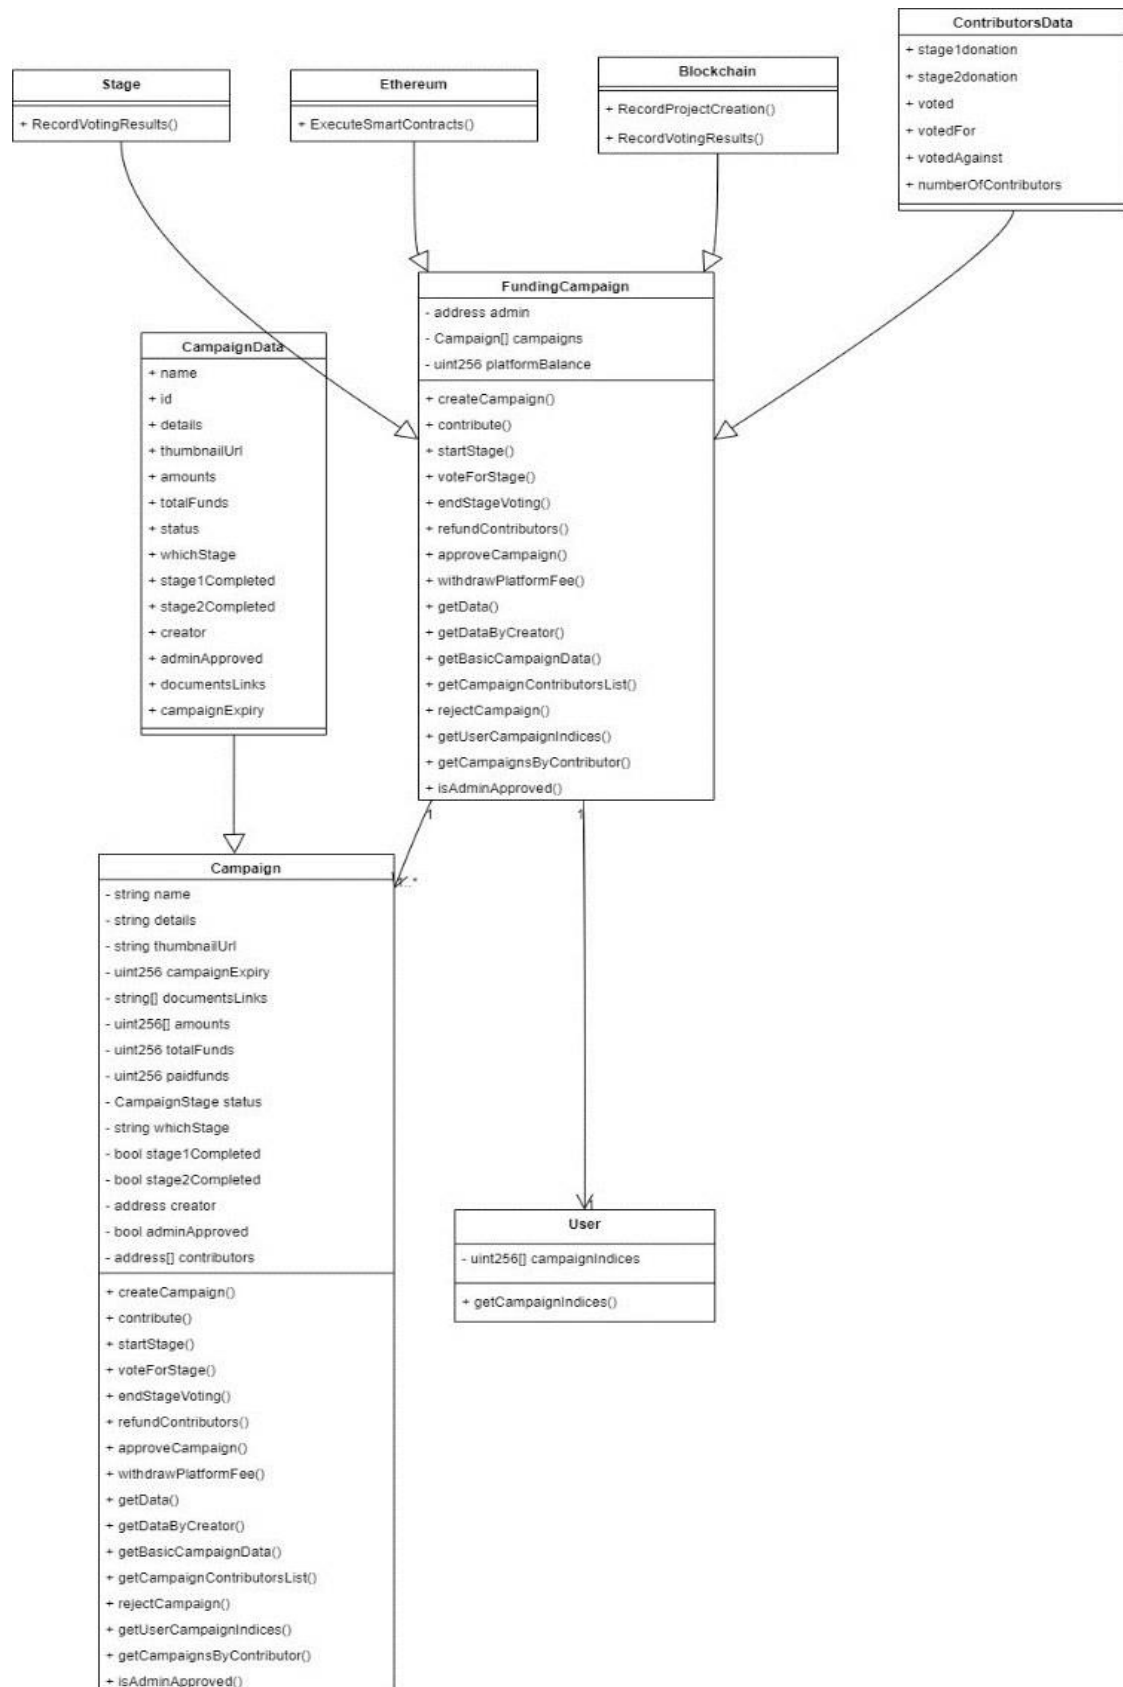 ContributorsData
+ stage1donation
+ stage2donation
+ voted
+ votedFor
+ votedAgainst
+ numberOfContributors
Stage
+ RecordVotingResults()
Ethereum
+ ExecuteSmartContracts()
Blockchain
+ RecordProjectCreation()
+ RecordVotingResults()
FundingCampaign
- address admin
- Campaign[] campaigns
- uint256 platformBalance
+ createCampaign()
+ contribute()
+ startStage()
+ voteForStage()
+ endStageVoting()
+ refundContributors()
+ approveCampaign()
+ withdrawPlatformFee()
+ getData()
+ getDataByCreator()
+ getBasicCampaignData()
+ getCampaignContributorsList()
+ rejectCampaign()
+ getUserCampaignIndices()
+ getCampaignsByContributor()
+ isAdminApproved()
CampaignData
+ name
+ id
+ details
+ thumbnailUrl
+ amounts
+ totalFunds
+ status
+ whichStage
+ stage1Completed
+ stage2Completed
+ creator
+ adminApproved
+ documentsLinks
+ campaignExpiry
1
1
1..*
Campaign
- string name
- string details
- string thumbnailUrl
- uint256 campaignExpiry
- string[] documentsLinks
- uint256[] amounts
- uint256 totalFunds
- uint256 paidfunds
- CampaignStage status
- string whichStage
- bool stage1Completed
- bool stage2Completed
- address creator
- bool adminApproved
- address[] contributors
+ createCampaign()
+ contribute()
+ startStage()
+ voteForStage()
+ endStageVoting()
+ refundContributors()
+ approveCampaign()
+ withdrawPlatformFee()
+ getData()
+ getDataByCreator()
+ getBasicCampaignData()
+ getCampaignContributorsList()
+ rejectCampaign()
+ getUserCampaignIndices()
+ getCampaignsByContributor()
+ isAdminApproved()
1
User
- uint256[] campaignIndices
+ getCampaignIndices()